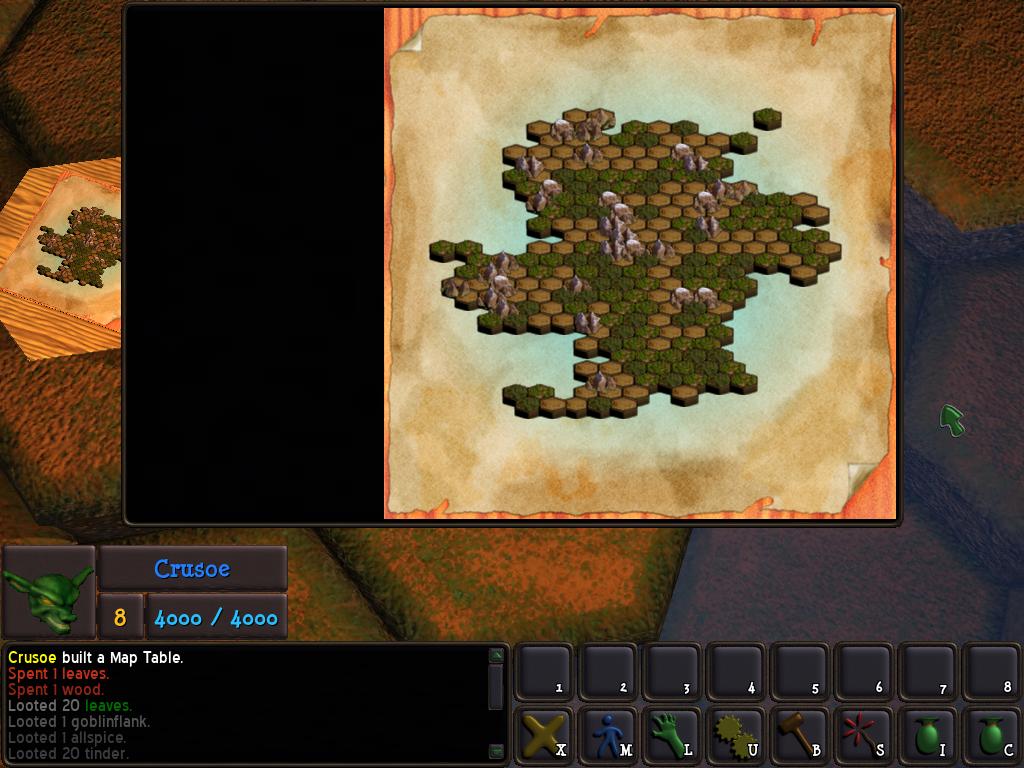 Crusoe
8 4000 / 4000
Crusoe built a Map Table.
Spent 1 leaves.
Spent 1 wood.
Looted 20 leaves.
Looted 1 goblinflank.
Looted 1 allspice.
Looted 20 tinder.
1 2 3 4 5 6 7 8
X M L U B S I C